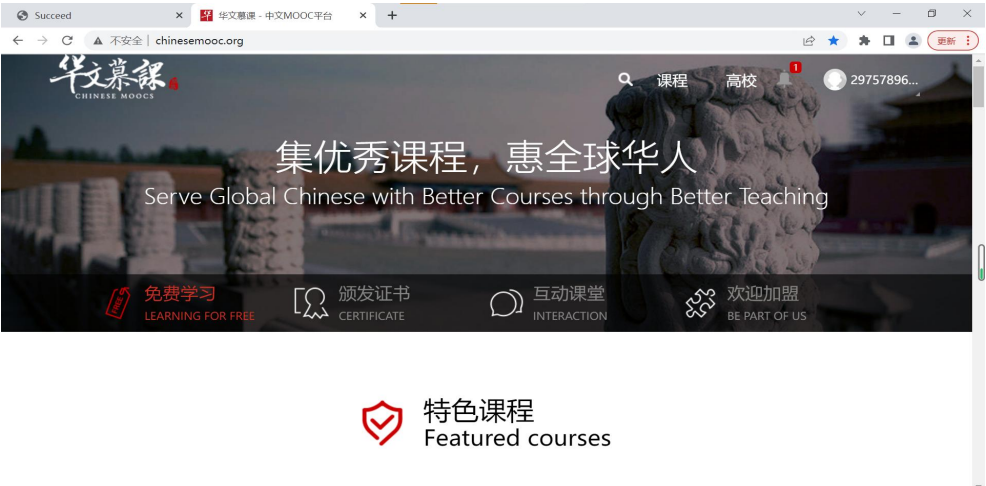 Succeed
华文慕课 - 中文MOOC平台
不安全 | chinesemooc.org
更新
华文慕課
CHINESE MOOCS
课程
高校
1
29757896...
集优秀课程，惠全球华人
Serve Global Chinese with Better Courses through Better Teaching
FREE
免费学习
LEARNING FOR FREE
颁发证书
CERTIFICATE
互动课堂
INTERACTION
欢迎加盟
BE PART OF US
特色课程
Featured courses